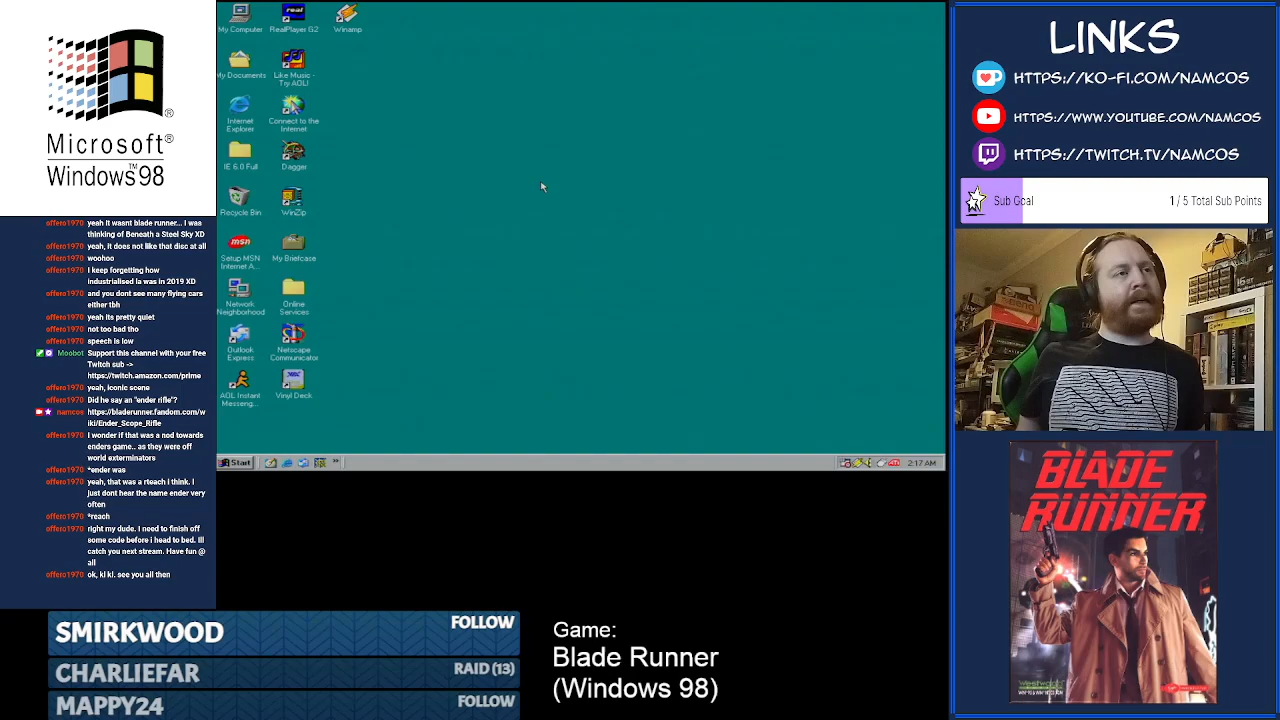 Microsoft®
Windows™98
®
offero1970 yeah it wasnt blade runner... I was
thinking of Beneath a Steel Sky XD
offero1970 yeah, it does not like that disc at all
offero1970 woohoo
offero1970 I keep forgetting how
industrialised la was in 2019 XD
offero1970 and you dont see many flying cars
either tbh
offero1970 yeah its pretty quiet
offero1970 not too bad tho
offero1970 speech is low
Moobot Support this channel with your free
Twitch sub ->
https://twitch.amazon.com/prime
offero1970 yeah, iconic scene
offero1970 Did he say an "ender rifle"?
namcos https://bladerunner.fandom.com/w
iki/Ender_Scope_Rifle
offero1970 I wonder if that was a nod towards
enders game.. as they were off
world exterminators
offero1970 *ender was
offero1970 yeah, that was a rteach I think. I
just dont hear the name ender very
often
offero1970 *reach
offero1970 right my dude. I need to finish off
some code before i head to bed. Ill
catch you next stream. Have fun @
all
offero1970 ok, kl kl. see you all then
My Computer
RealPlayer G2
Winamp
My Documents
Like Music -
Try AOL!
Internet
Explorer
Connect to the
Internet
IE 6.0 Full
Dagger
Recycle Bin
WinZip
msn
Setup MSN
Internet A...
My Briefcase
Network
Neighborhood
Online
Services
Outlook
Express
Netscape
Communicator
AOL Instant
Messeng...
Vinyl Deck
Start
2:17 AM
LINKS
HTTPS://KO-FI.COM/NAMCOS
HTTPS://WWW.YOUTUBE.COM/NAMCOS
HTTPS://TWITCH.TV/NAMCOS
Sub Goal
1 / 5 Total Sub Points
BLADE
RUNNER
Westwood
SMIRKWOOD FOLLOW
CHARLIEFAR RAID (13)
MAPPY24 FOLLOW
Game:
Blade Runner
(Windows 98)